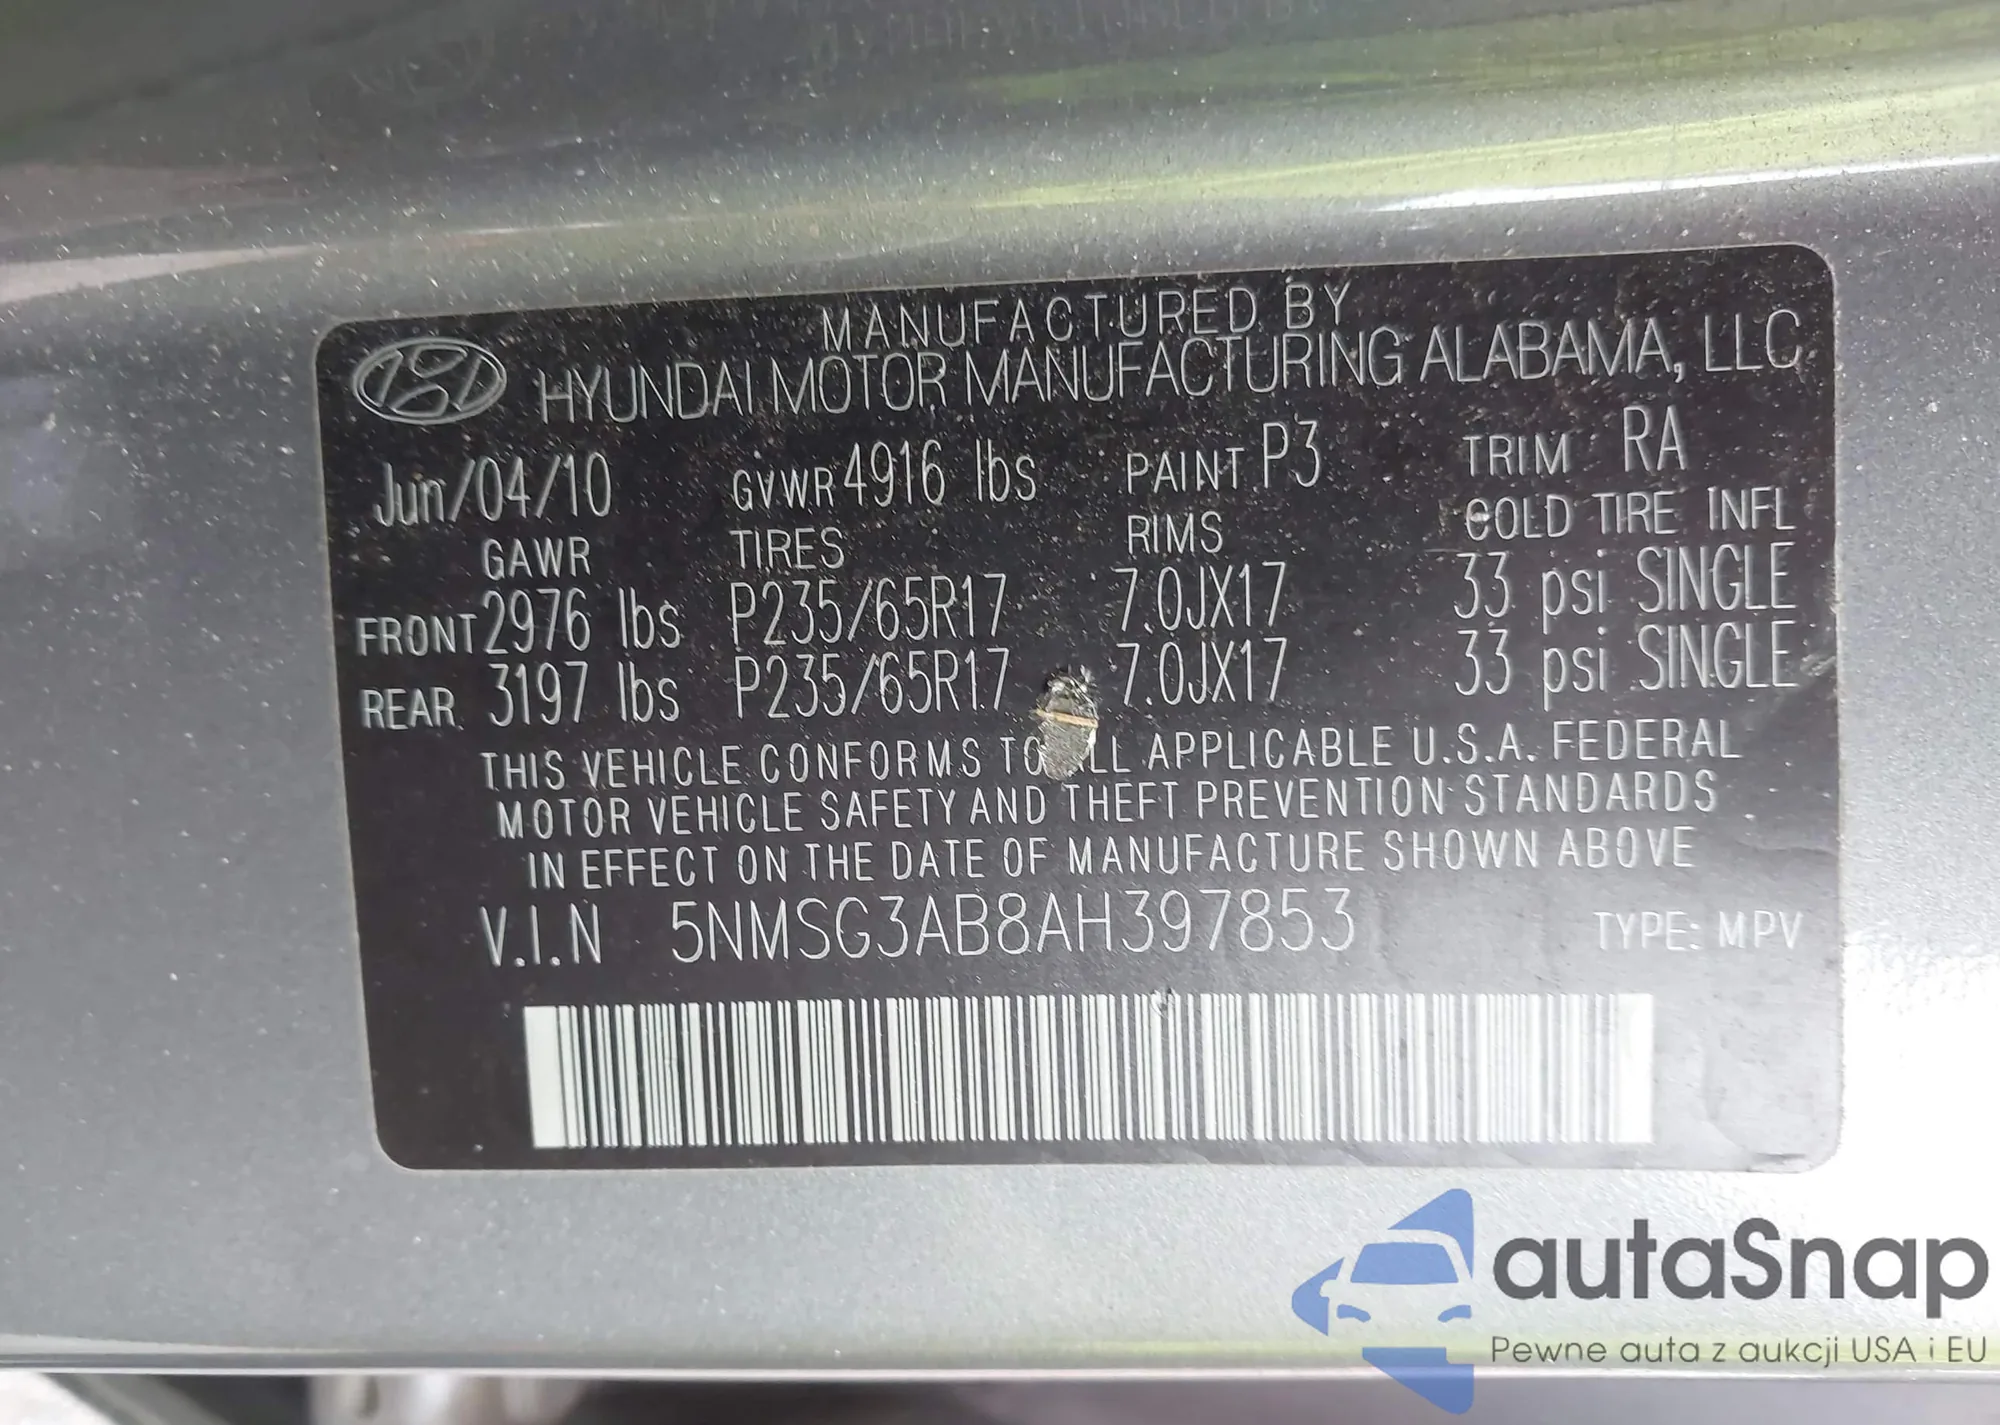 MANUFACTURED BY
HYUNDAI MOTOR MANUFACTURING ALABAMA, LLC
Jun/04/10 GVWR 4916 lbs PAINT P3 TRIM RA
GAWR TIRES RIMS COLD TIRE INFL
FRONT 2976 lbs P235/65R17 7.0JX17 33 psi SINGLE
REAR 3197 lbs P235/65R17 7.0JX17 33 psi SINGLE
THIS VEHICLE CONFORMS TO ALL APPLICABLE U.S.A. FEDERAL
MOTOR VEHICLE SAFETY AND THEFT PREVENTION STANDARDS
IN EFFECT ON THE DATE OF MANUFACTURE SHOWN ABOVE
V.I.N 5NMSG3AB8AH397853 TYPE: MPV
autaSnap
Pewne auta z aukcji USA i EU